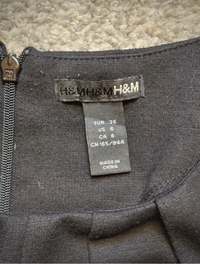 H&M H&M H&M
EUR 36
US 6
CA 6
CN 165/84A
MADE IN
CHINA